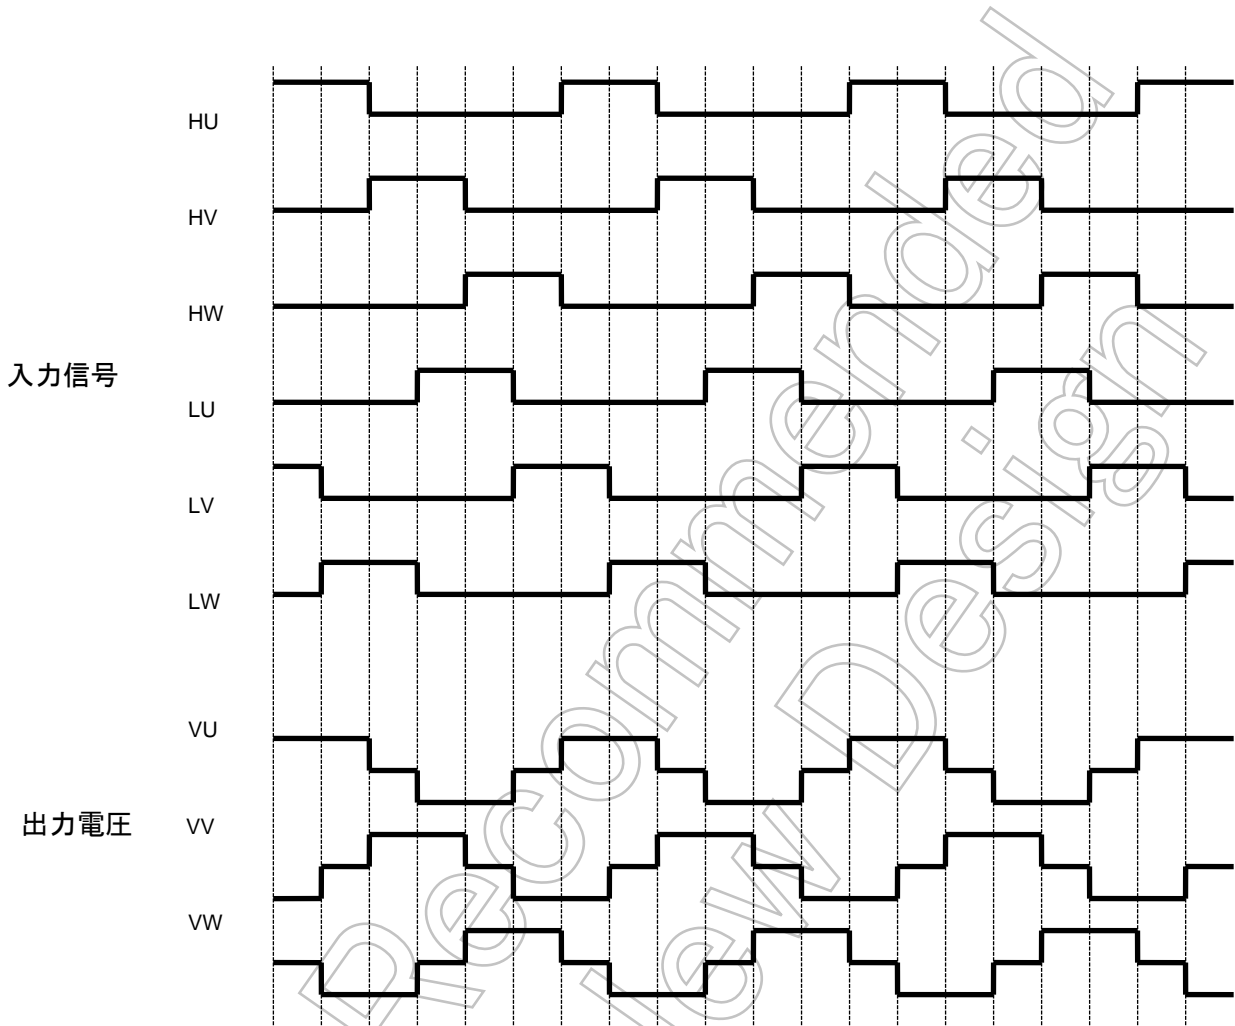 HU
HV
HW
入力信号
LU
LV
LW
VU
出力電圧 VV
VW
Recommended
Design